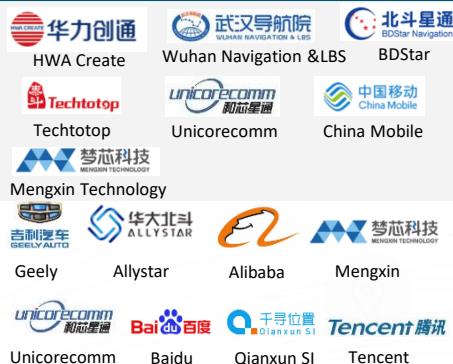 HWA CREATE 华力创通
武汉导航院
WUHAN NAVIGATION & LBS
北斗星通
BDStar Navigation
HWA Create
Wuhan Navigation &LBS
BDStar
泰斗 Techtotop
unicorecomm
和芯星通
中国移动
China Mobile
Techtotop
Unicorecomm
China Mobile
梦芯科技
MENGXIN TECHNOLOGY
Mengxin Technology
吉利汽车
GEELY AUTO
华大北斗
ALLYSTAR
梦芯科技
MENGXIN TECHNOLOGY
Geely
Allystar
Alibaba
Mengxin
unicorecomm
和芯星通
Bai du 百度
千寻位置
Qianxun SI
Tencent 腾讯
Unicorecomm
Baidu
Qianxun SI
Tencent